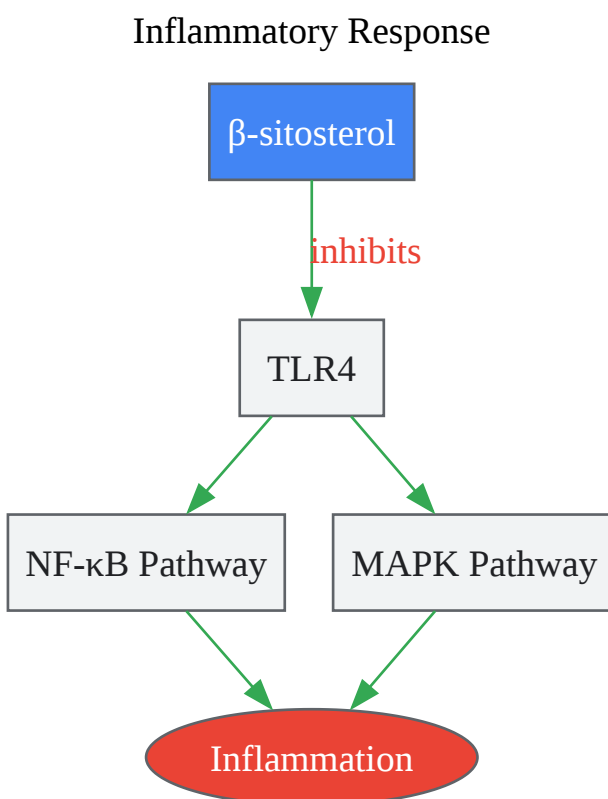 Inflammatory Response
β-sitosterol
inhibits
TLR4
NF-κB Pathway
MAPK Pathway
Inflammation